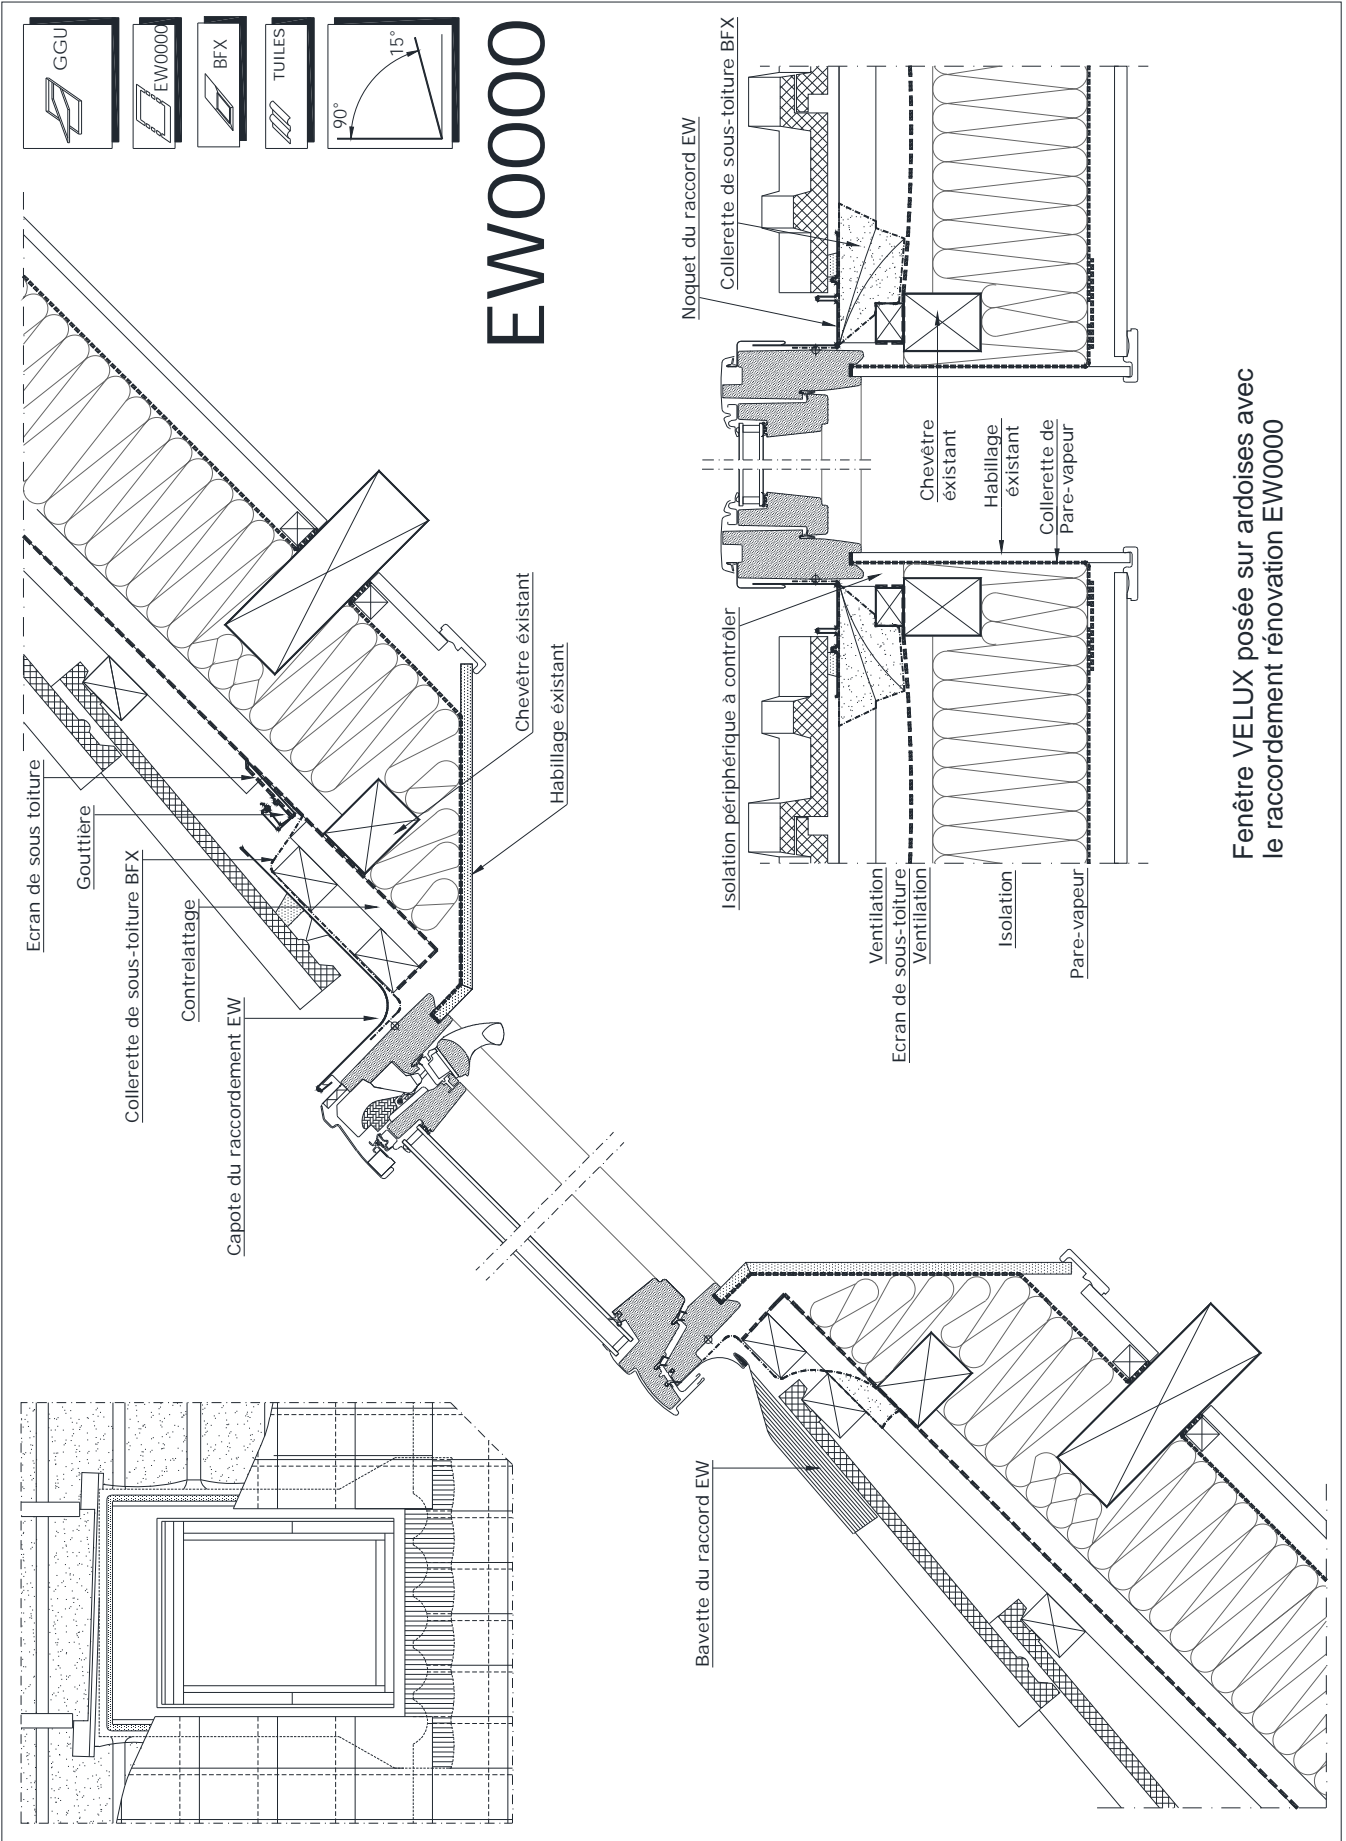 GGU
EW0000
BFX
TUILES
90°
15°
EW0000
Ecran de sous toiture
Gouttière
Collerette de sous-toiture BFX
Contrelattage
Capote du raccordement EW
Chevêtre éxistant
Habillage éxistant
Bavette du raccord EW
Noquet du raccord EW
Collerette de sous-toiture BFX
Isolation périphérique à contrôler
Chevêtre
éxistant
Habillage
éxistant
Collerette de
Pare-vapeur
Ventilation
Ecran de sous-toiture
Ventilation
Isolation
Pare-vapeur
Fenêtre VELUX posée sur ardoises avec
le raccordement rénovation EW0000